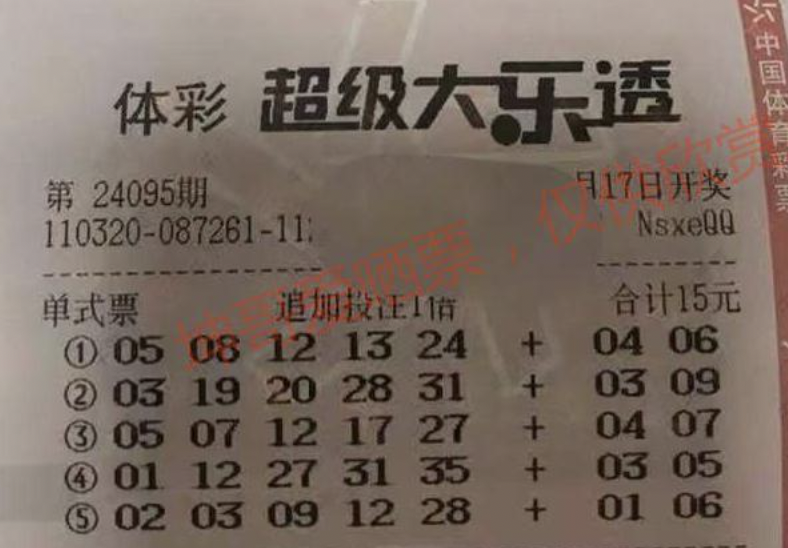 体彩 超级大乐透
第 24095期
月17日开奖
110320-087261-11
NsxeQQ
单式票 追加投注1倍 合计15元
① 05 08 12 13 24 + 04 06
② 03 19 20 28 31 + 03 09
③ 05 07 12 17 27 + 04 07
④ 01 12 27 31 35 + 03 05
⑤ 02 03 09 12 28 + 01 06
中国体育彩票
坤哥爱晒票，仅供欣赏